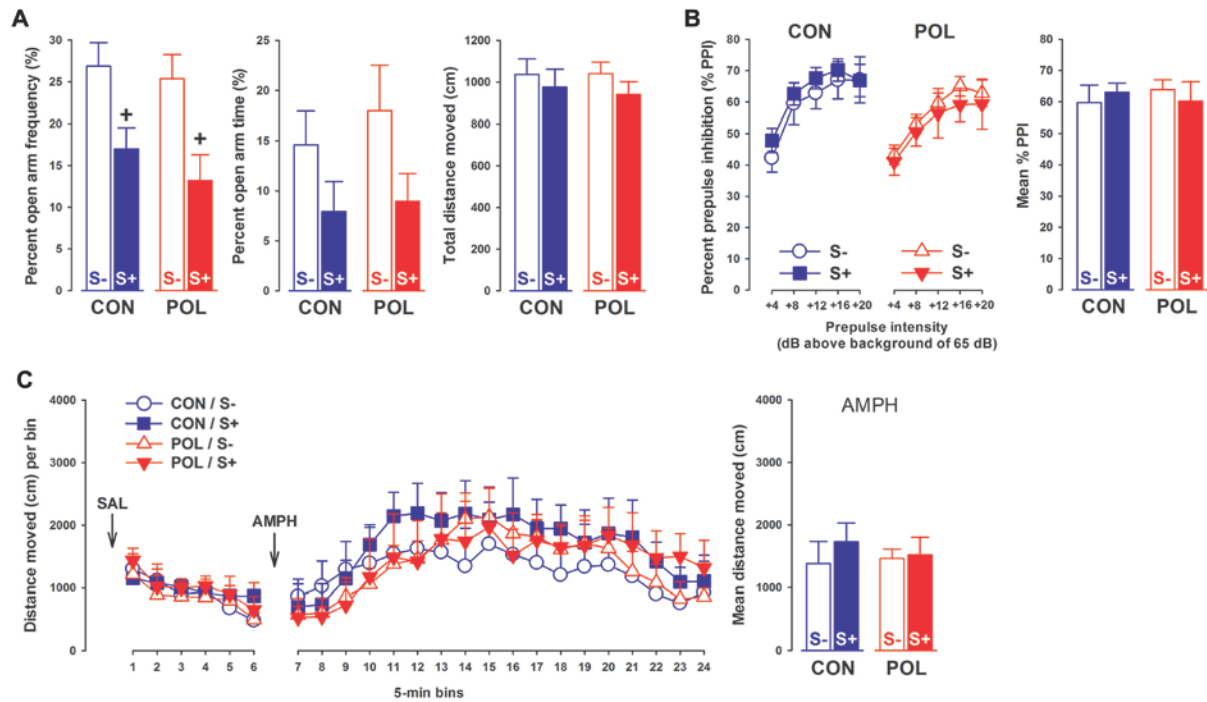 A
Percent open arm frequency (%)
30
25
20
15
10
5
0
+
+
S- S+ S- S+
CON POL
Percent open arm time (%)
25
20
15
10
5
0
S- S+ S- S+
CON POL
Total distance moved (cm)
1200
1000
800
600
400
200
0
S- S+ S- S+
CON POL
B
CON POL
Percent prepulse inhibition (% PPI)
80
70
60
50
40
30
20
10
0
S- S-
S+ S+
+4 +8 +12 +16 +20 +4 +8 +12 +16 +20
Prepulse intensity
(dB above background of 65 dB)
Mean % PPI
80
70
60
50
40
30
20
10
0
S- S+ S- S+
CON POL
C
Distance moved (cm) per bin
4000
3000
2000
1000
0
CON / S-
CON / S+
POL / S-
POL / S+
SAL
AMPH
1 2 3 4 5 6 7 8 9 10 11 12 13 14 15 16 17 18 19 20 21 22 23 24
5-min bins
AMPH
Mean distance moved (cm)
4000
3000
2000
1000
0
S- S+ S- S+
CON POL